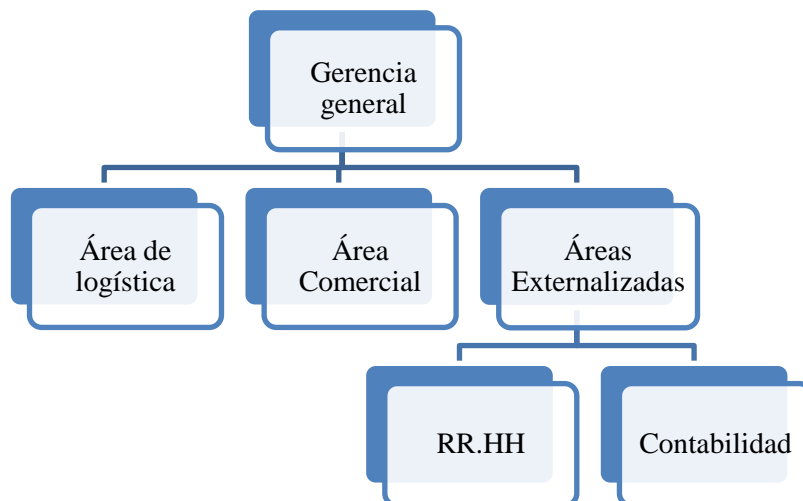 Gerencia
general
Área de
logística
Área
Comercial
Áreas
Externalizadas
RR.HH
Contabilidad